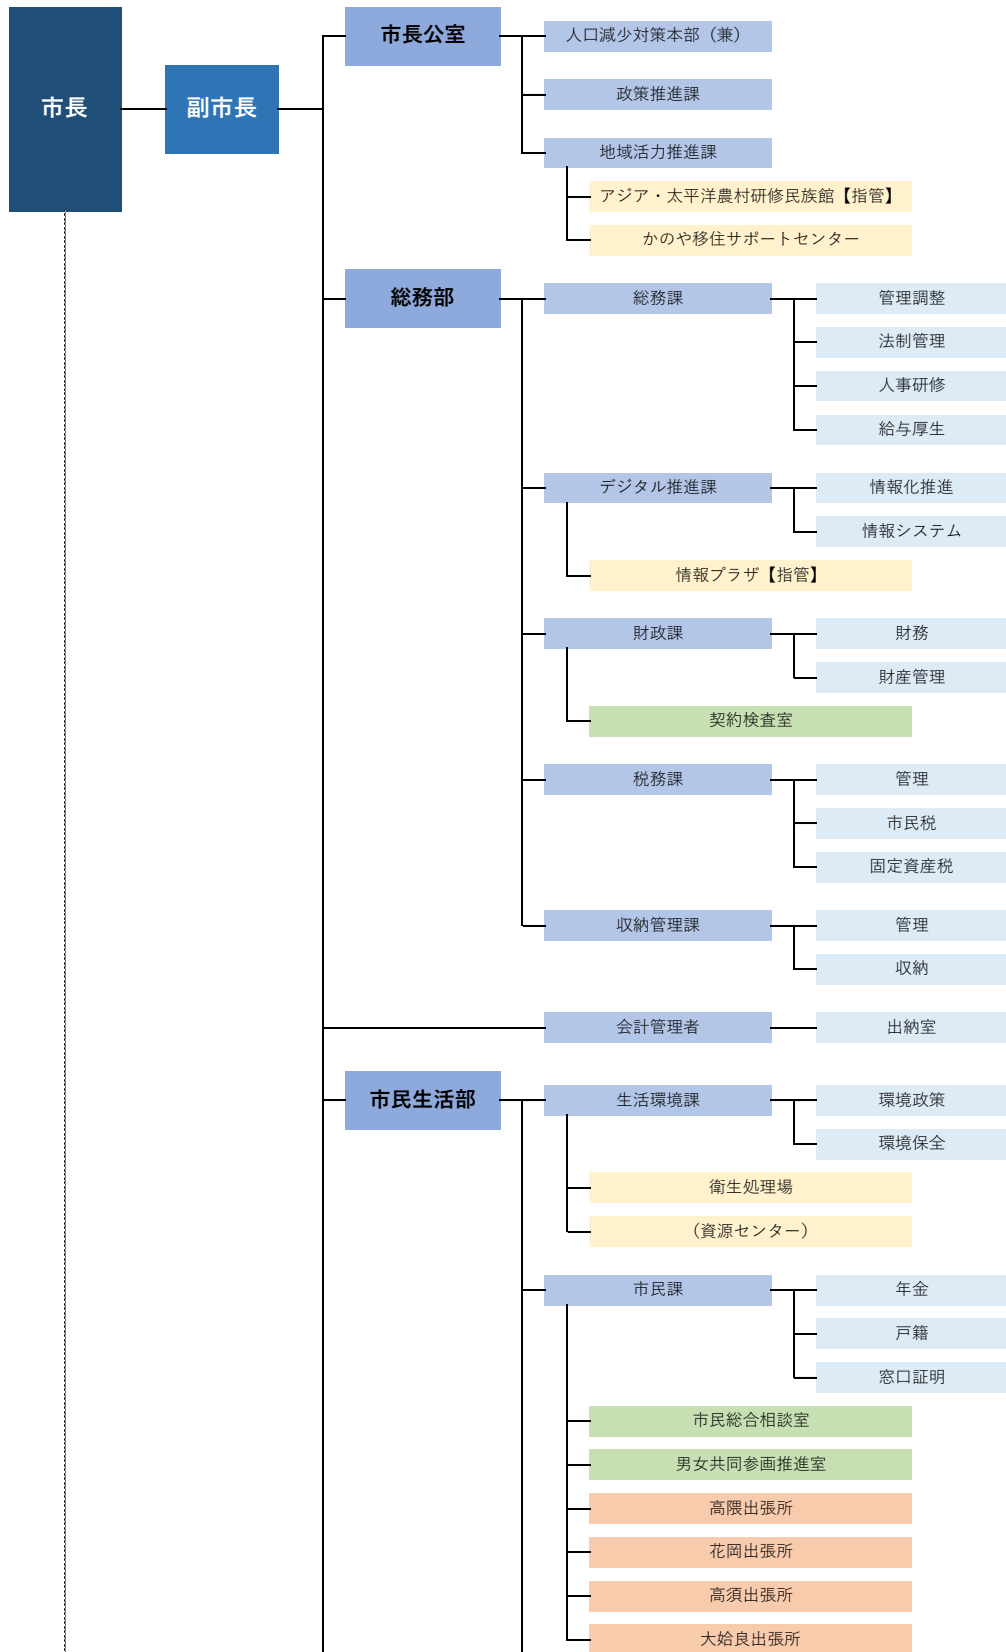 市長
副市長
市長公室
人口減少対策本部（兼）
政策推進課
地域活力推進課
アジア・太平洋農村研修民族館【指管】
かのや移住サポートセンター
総務部
総務課
管理調整
法制管理
人事研修
給与厚生
デジタル推進課
情報化推進
情報システム
情報プラザ【指管】
財政課
財務
財産管理
契約検査室
税務課
管理
市民税
固定資産税
収納管理課
管理
収納
会計管理者
出納室
市民生活部
生活環境課
環境政策
環境保全
衛生処理場
（資源センター）
市民課
年金
戸籍
窓口証明
市民総合相談室
男女共同参画推進室
高隈出張所
花岡出張所
高須出張所
大姶良出張所